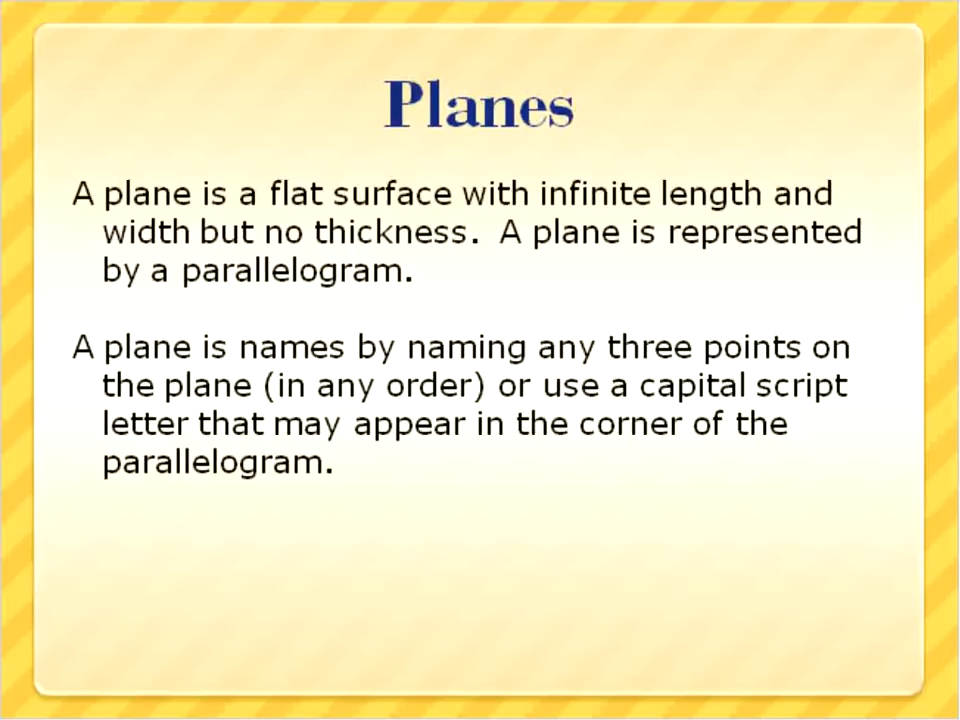 Planes
A plane is a flat surface with infinite length and
width but no thickness.  A plane is represented
by a parallelogram.
A plane is names by naming any three points on
the plane (in any order) or use a capital script
letter that may appear in the corner of the
parallelogram.